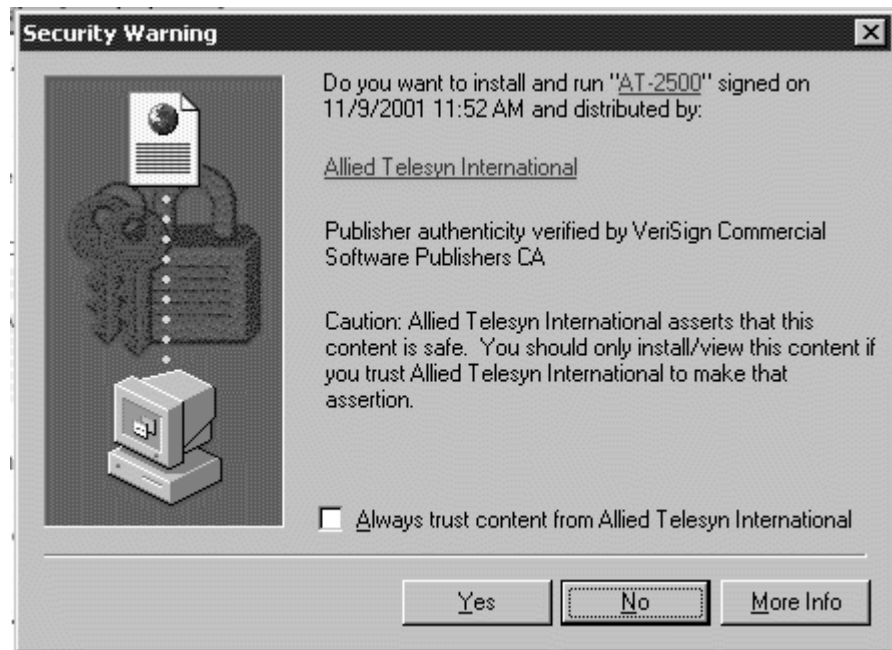 Security Warning
Do you want to install and run "AT-2500" signed on
11/9/2001 11:52 AM and distributed by:
Allied Telesyn International
Publisher authenticity verified by VeriSign Commercial
Software Publishers CA
Caution: Allied Telesyn International asserts that this
content is safe.  You should only install/view this content if
you trust Allied Telesyn International to make that
assertion.
Always trust content from Allied Telesyn International
Yes No More Info